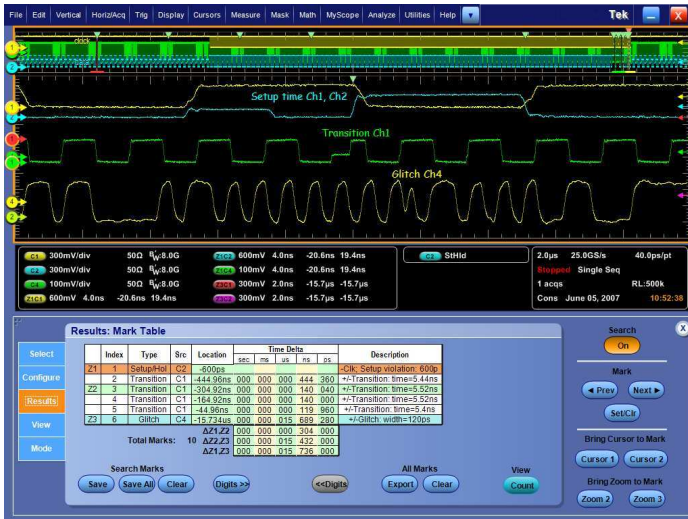 File Edit Vertical Horiz/Acq Trig Display Cursors Measure Mask Math MyScope Analyze Utilities Help Tek X
Setup time Ch1, Ch2
Transition Ch1
Glitch Ch4
C1 300mV/div 50Ω BW:8.0G
C2 300mV/div 50Ω BW:8.0G
C4 100mV/div 50Ω BW:8.0G
Z1C1 600mV 4.0ns -20.6ns 19.4ns
Z1C2 600mV 4.0ns -20.6ns 19.4ns
Z1C4 100mV 4.0ns -20.6ns 19.4ns
300mV 2.0ns -15.7µs -15.7µs
300mV 2.0ns -15.7µs -15.7µs
C2 StHld
2.0µs 25.0GS/s 40.0ps/pt
Stopped Single Seq
1 acqs RL:500k
Cons June 05, 2007 10:52:38
Results: Mark Table
Select
Configure
Results
View
Mode
Time Delta
Index Type Src Location sec ms us ns ps Description
Z1 1 Setup/Hol C2 -600ps -Clk; Setup violation: 600p
2 Transition C1 -444.96ns 000 000 000 444 360 +/-Transition: time=5.44ns
Z2 3 Transition C1 -304.92ns 000 000 000 140 040 +/-Transition: time=5.52ns
4 Transition C1 -164.92ns 000 000 000 140 000 +/-Transition: time=5.52ns
5 Transition C1 -44.96ns 000 000 000 119 960 +/-Transition: time=5.4ns
Z3 6 Glitch C4 -15.734us 000 000 015 689 280 +/-Glitch: width=120ps
ΔZ1,Z2 000 000 000 304 000
Total Marks: 10 ΔZ2,Z3 000 000 015 432 000
ΔZ1,Z3 000 000 015 736 000
Search Marks
Save Save All Clear
Digits >>
<<Digits
All Marks
Export Clear
View
Count
Search
X
On
Mark
◄ Prev Next ►
Set/Clr
Bring Cursor to Mark
Cursor 1 Cursor 2
Bring Zoom to Mark
Zoom 2 Zoom 3